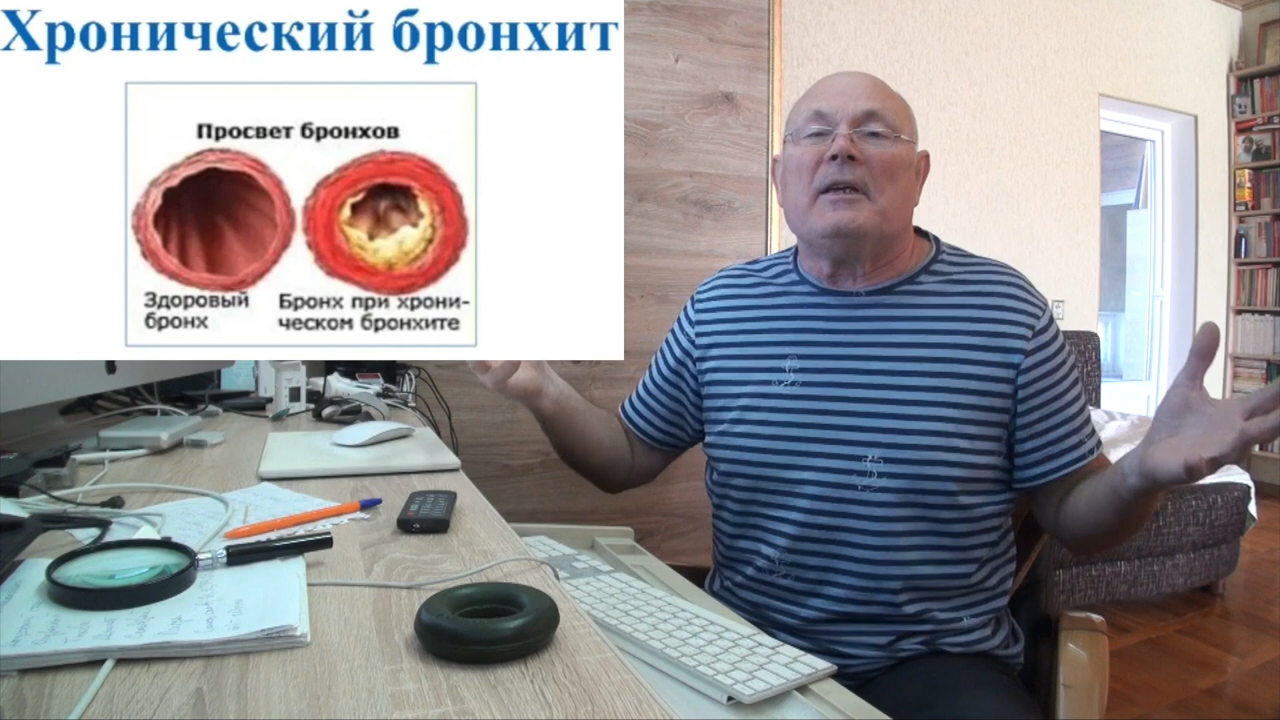 Хронический бронхит
Просвет бронхов
Здоровый
бронх
Бронх при хрони-
ческом бронхите